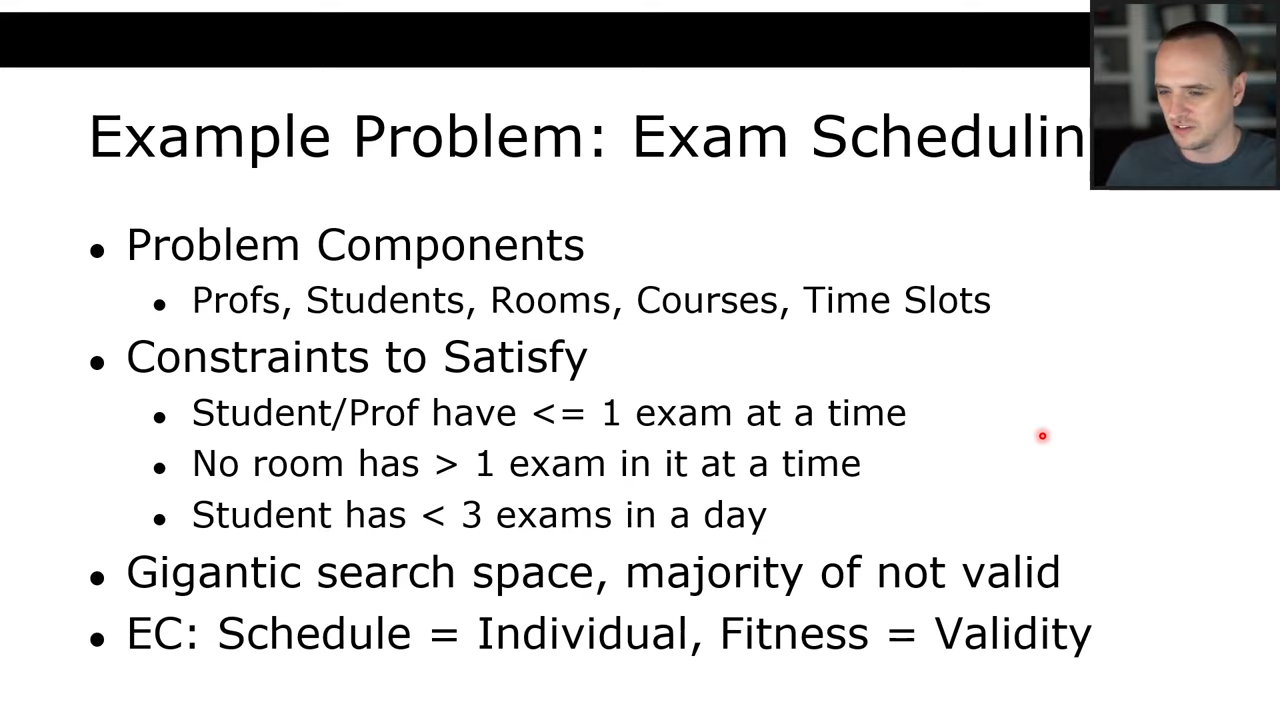 Example Problem: Exam Schedulin
Problem Components
Profs, Students, Rooms, Courses, Time Slots
Constraints to Satisfy
Student/Prof have <= 1 exam at a time
No room has > 1 exam in it at a time
Student has < 3 exams in a day
Gigantic search space, majority of not valid
EC: Schedule = Individual, Fitness = Validity